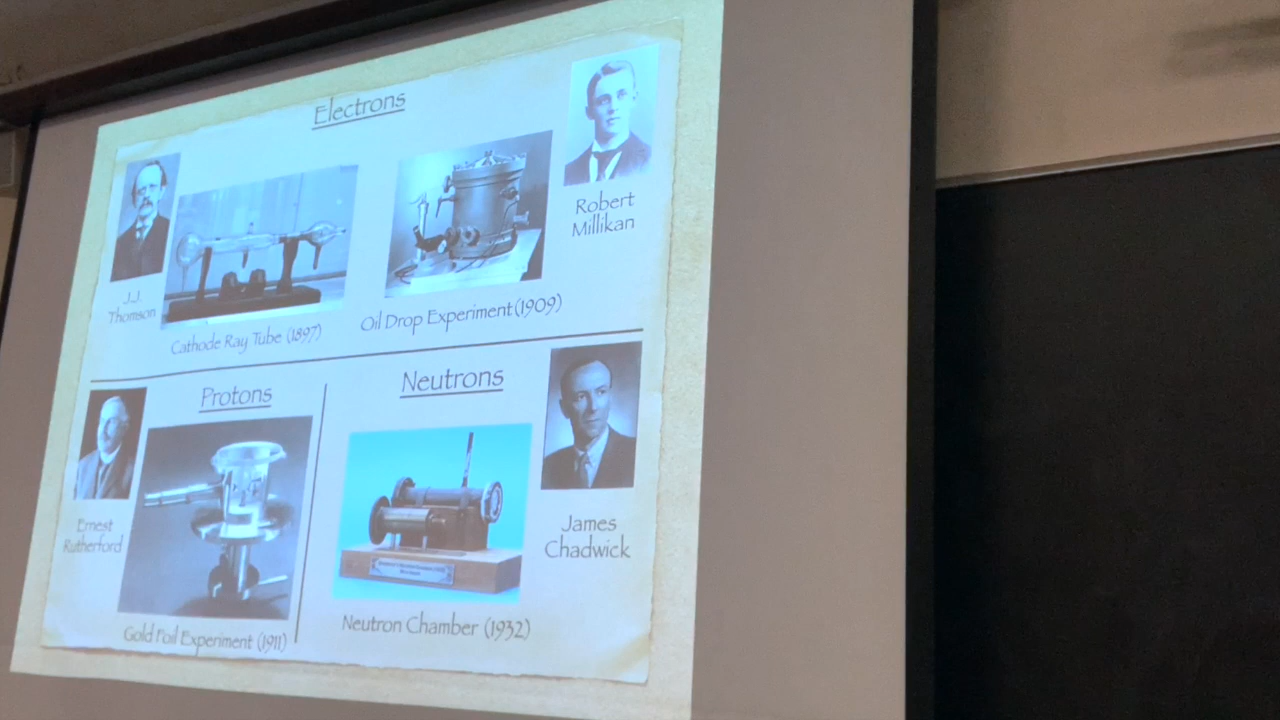 Electrons
J.J.
Thomson
Cathode Ray Tube (1897)
Oil Drop Experiment (1909)
Robert
Millikan
Protons
Ernest
Rutherford
Gold Foil Experiment (1911)
Neutrons
Neutron Chamber (1932)
James
Chadwick